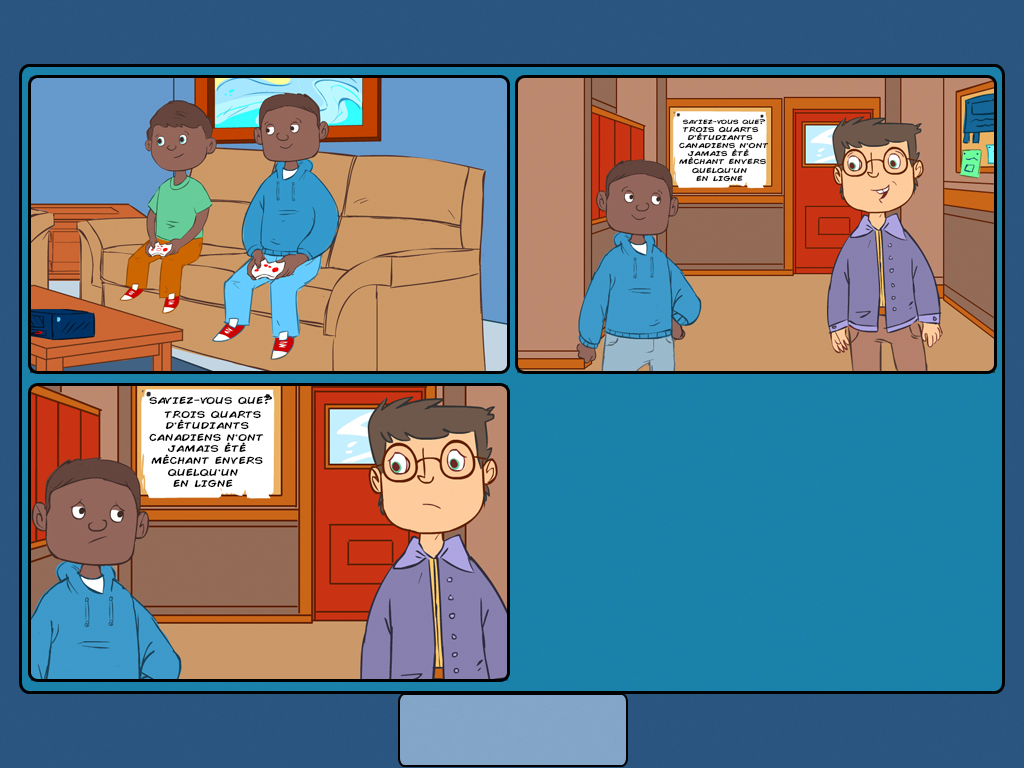 SAVIEZ-VOUS QUE?
TROIS QUARTS
D'ÉTUDIANTS
CANADIENS N'ONT
JAMAIS ÉTÉ
MÉCHANT ENVERS
QUELQU'UN
EN LIGNE
SAVIEZ-VOUS QUE?
TROIS QUARTS
D'ÉTUDIANTS
CANADIENS N'ONT
JAMAIS ÉTÉ
MÉCHANT ENVERS
QUELQU'UN
EN LIGNE